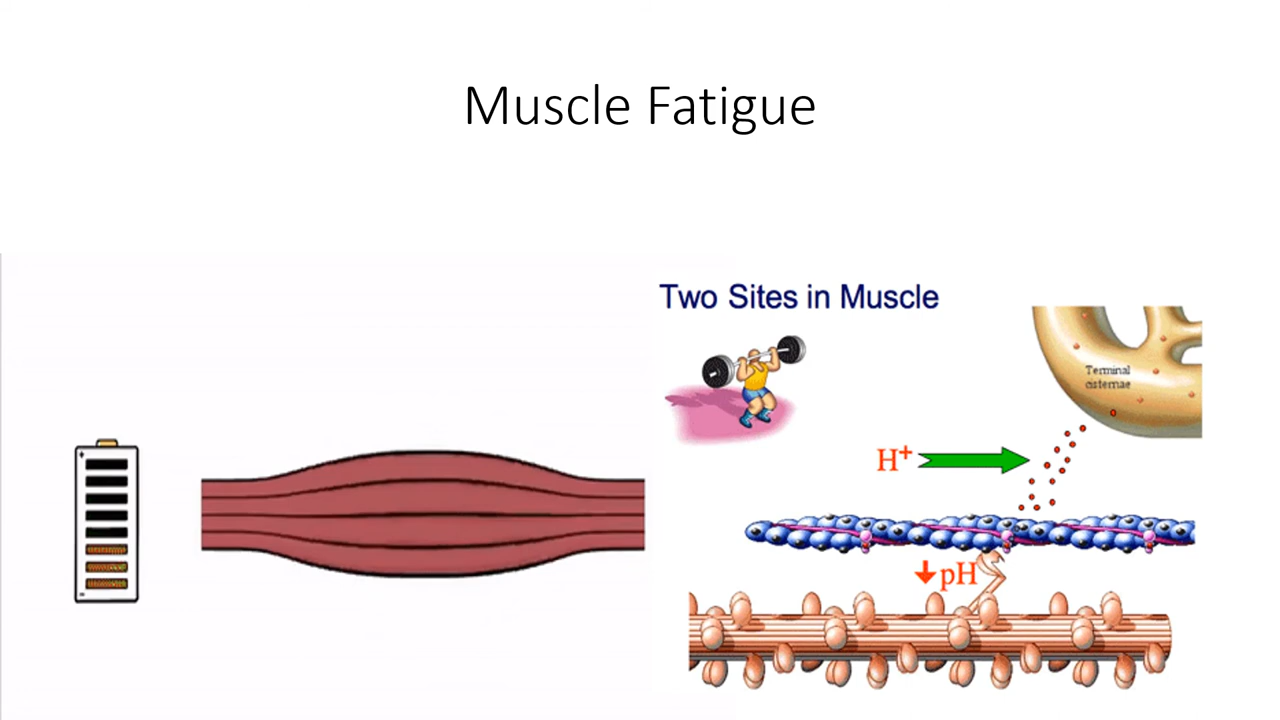 Muscle Fatigue
Two Sites in Muscle
Terminal
cisternae
H+
pH
+
-